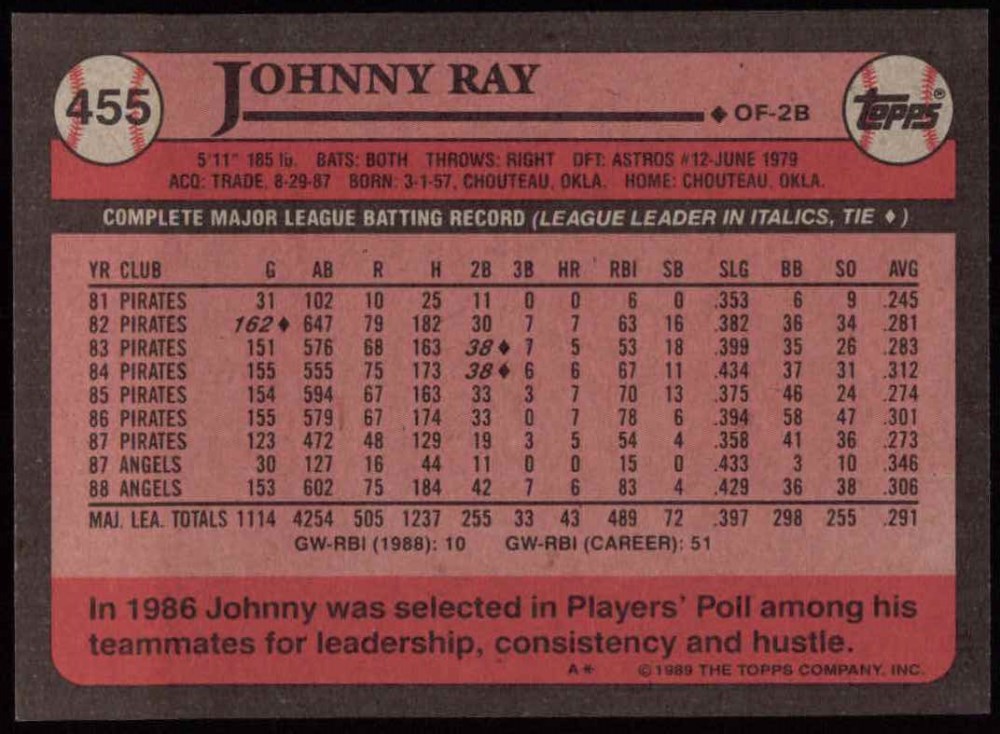 455
JOHNNY RAY
♦ OF-2B
TOPPS®
5'11" 185 lb. BATS: BOTH THROWS: RIGHT DFT: ASTROS #12-JUNE 1979
ACQ: TRADE, 8-29-87 BORN: 3-1-57, CHOUTEAU, OKLA. HOME: CHOUTEAU, OKLA.
COMPLETE MAJOR LEAGUE BATTING RECORD (LEAGUE LEADER IN ITALICS, TIE ♦)
YR CLUB G AB R H 2B 3B HR RBI SB SLG BB SO AVG
81 PIRATES 31 102 10 25 11 0 0 6 0 .353 6 9 .245
82 PIRATES 162♦ 647 79 182 30 7 7 63 16 .382 36 34 .281
83 PIRATES 151 576 68 163 38♦ 7 5 53 18 .399 35 26 .283
84 PIRATES 155 555 75 173 38♦ 6 6 67 11 .434 37 31 .312
85 PIRATES 154 594 67 163 33 3 7 70 13 .375 46 24 .274
86 PIRATES 155 579 67 174 33 0 7 78 6 .394 58 47 .301
87 PIRATES 123 472 48 129 19 3 5 54 4 .358 41 36 .273
87 ANGELS 30 127 16 44 11 0 0 15 0 .433 3 10 .346
88 ANGELS 153 602 75 184 42 7 6 83 4 .429 36 38 .306
MAJ. LEA. TOTALS 1114 4254 505 1237 255 33 43 489 72 .397 298 255 .291
GW-RBI (1988): 10 GW-RBI (CAREER): 51
In 1986 Johnny was selected in Players' Poll among his
teammates for leadership, consistency and hustle.
A* © 1989 THE TOPPS COMPANY, INC.